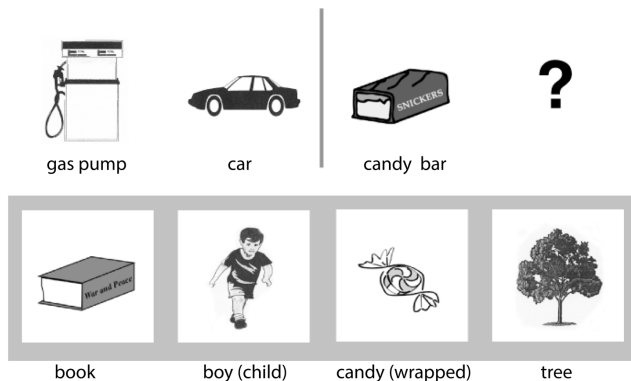 gas pump
car
SNICKERS
candy bar
?
War and Peace
book
boy (child)
candy (wrapped)
tree